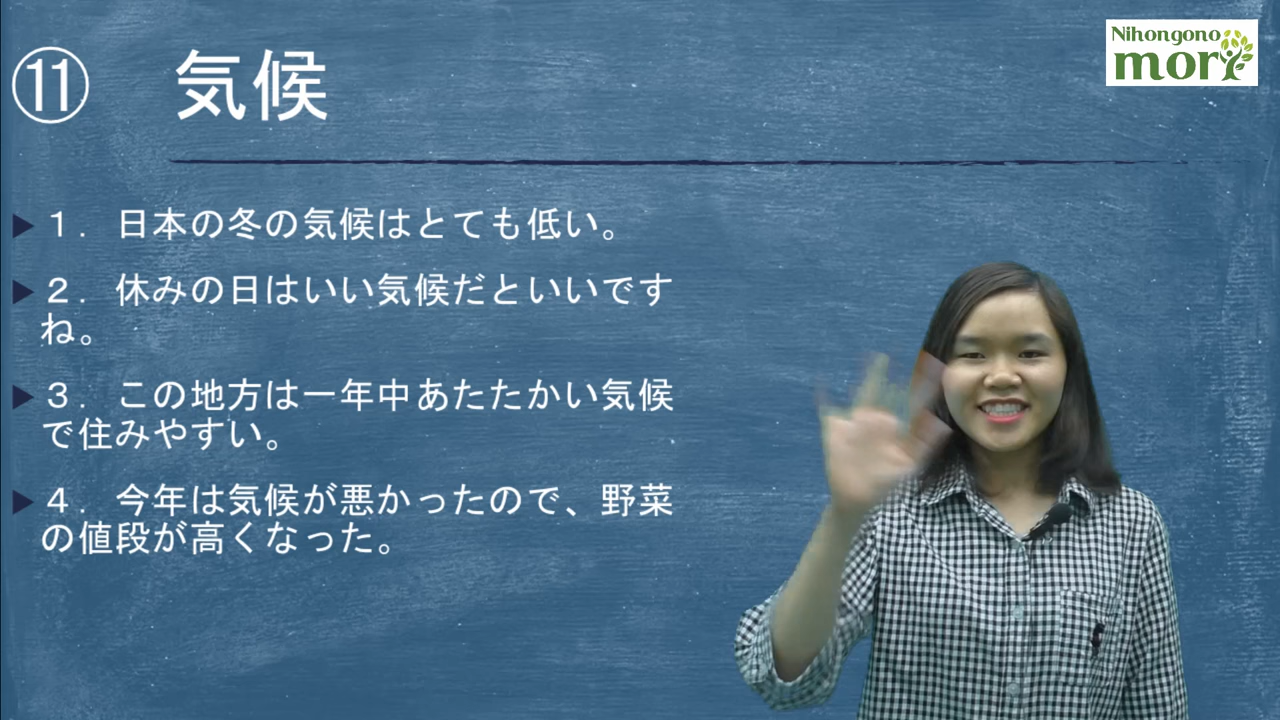 ⑪ 気候
Nihongono
mori
１．日本の冬の気候はとても低い。
２．休みの日はいい気候だといいです
ね。
３．この地方は一年中あたたかい気候
で住みやすい。
４．今年は気候が悪かったので、野菜
の値段が高くなった。